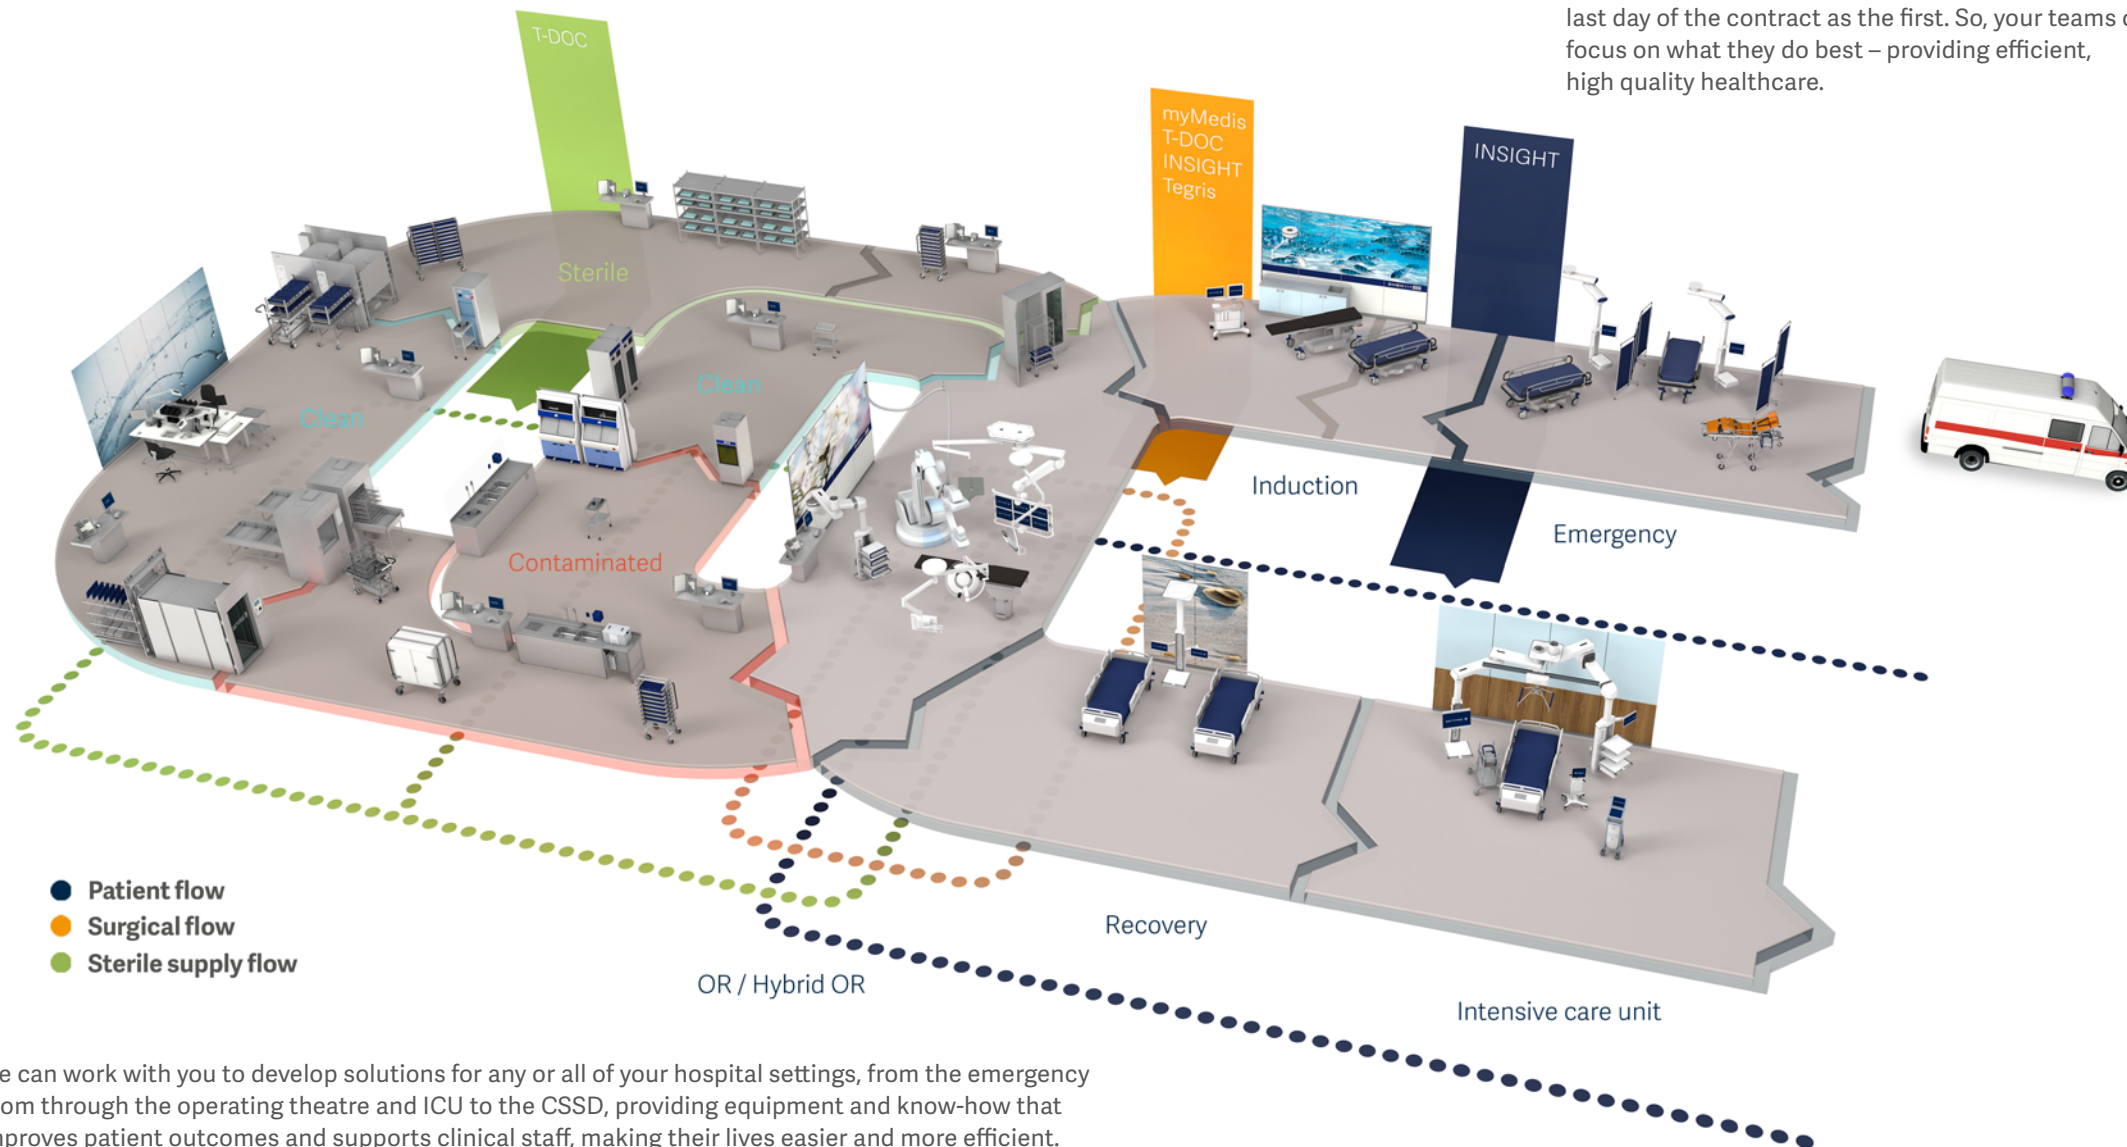 last day of the contract as the first. So, your teams
focus on what they do best – providing efficient,
high quality healthcare.
T-DOC
myMedis
T-DOC
INSIGHT
Tegris
INSIGHT
Sterile
Clean
Clean
Contaminated
Induction
Emergency
Patient flow
Surgical flow
Sterile supply flow
Recovery
OR / Hybrid OR
Intensive care unit
can work with you to develop solutions for any or all of your hospital settings, from the emergency
through the operating theatre and ICU to the CSSD, providing equipment and know-how that
patient outcomes and supports clinical staff, making their lives easier and more efficient.